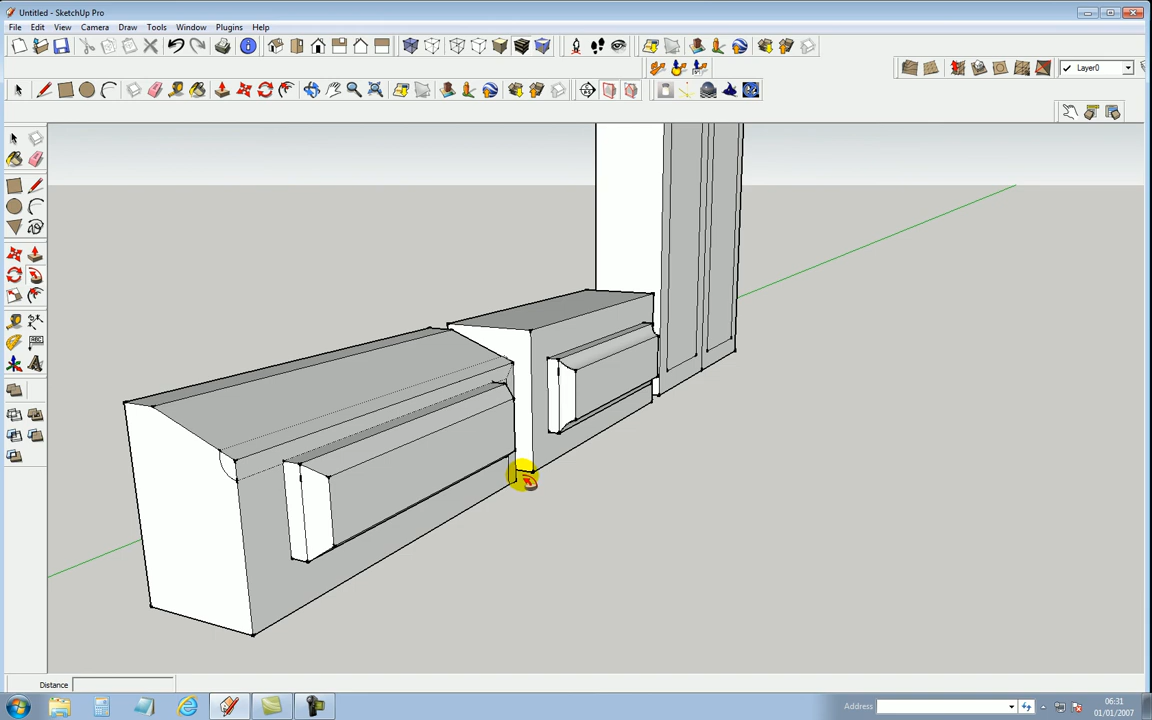 Untitled - SketchUp Pro
File Edit View Camera Draw Tools Window Plugins Help
Layer0
Distance
Address
06:31
01/01/2007